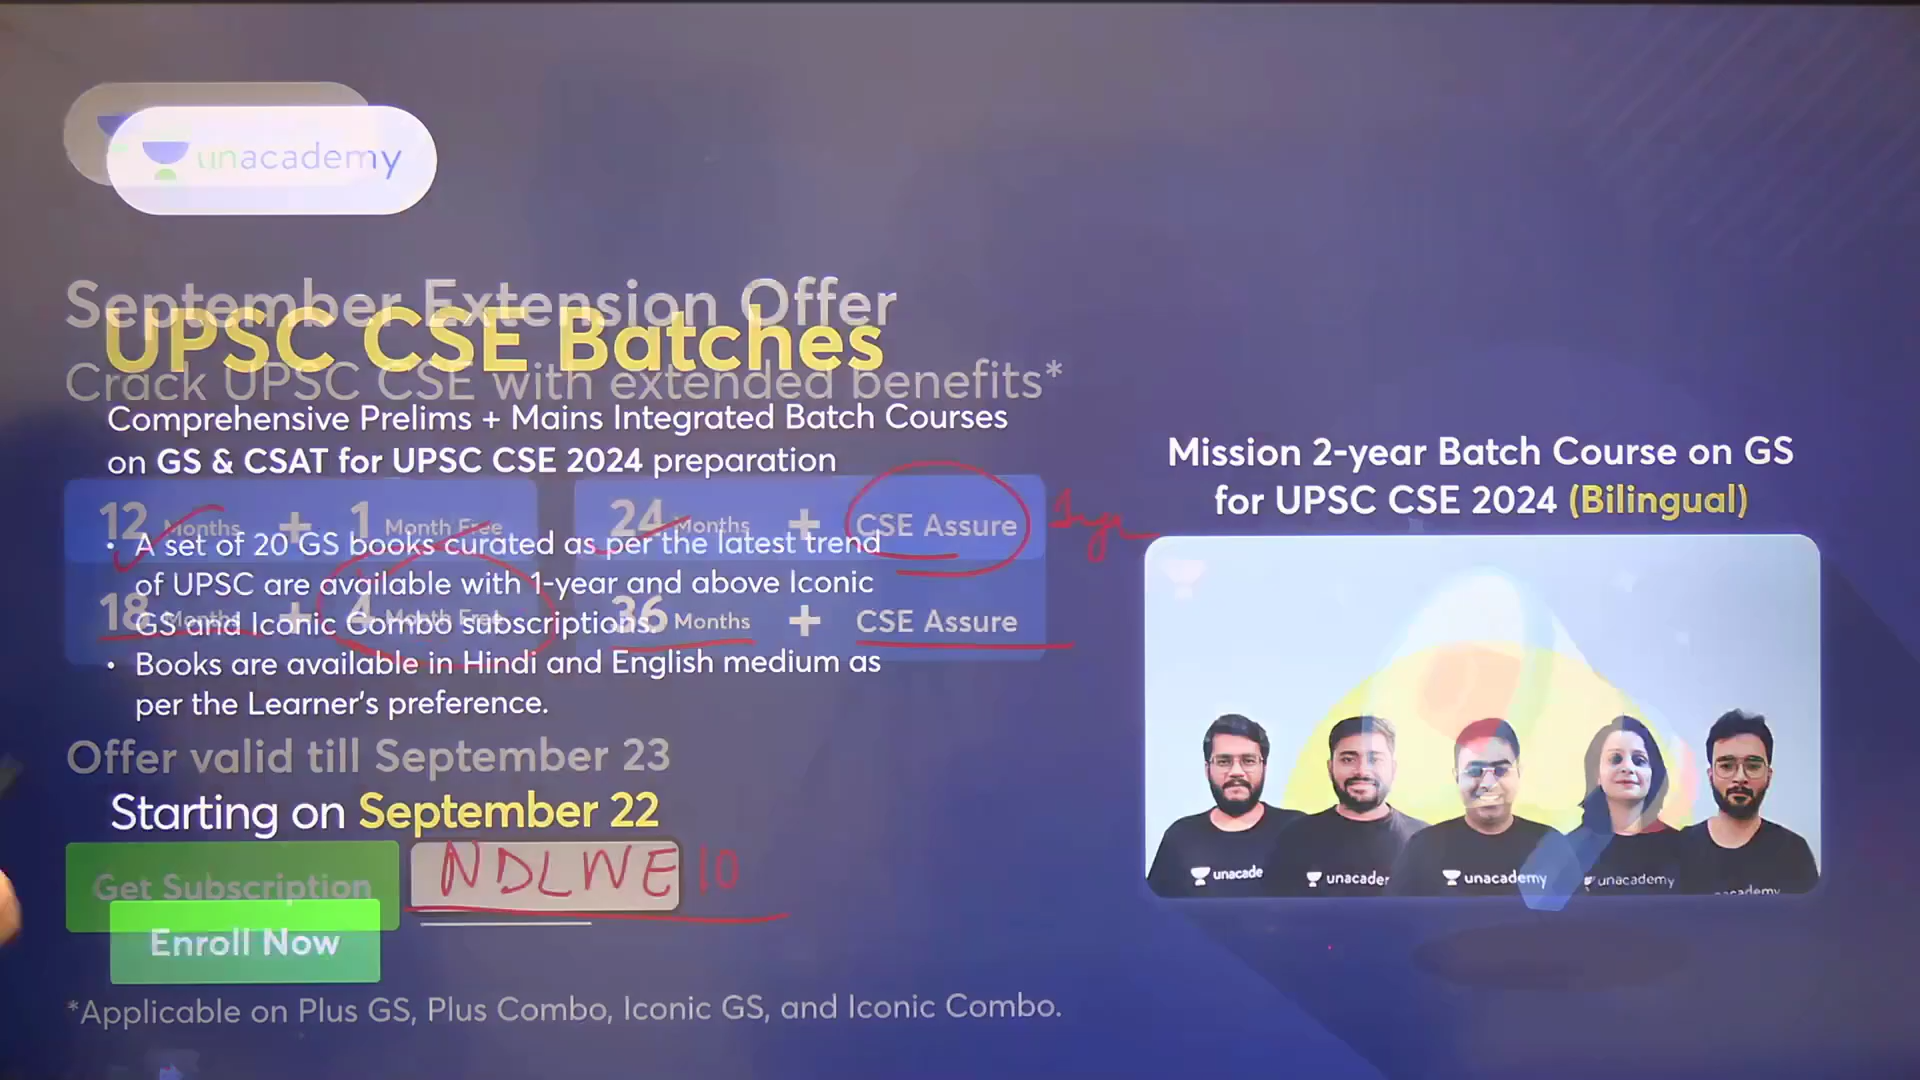 unacademy
September Extension Offer
UPSC CSE Batches
Crack UPSC CSE with extended benefits*
Comprehensive Prelims + Mains Integrated Batch Courses
on GS & CSAT for UPSC CSE 2024 preparation
12 Months + 1 Month Free
24 Months + CSE Assure
18 Months + 4 Month Free
36 Months + CSE Assure
• A set of 20 GS books curated as per the latest trend
of UPSC are available with 1-year and above Iconic
GS and Iconic Combo subscriptions.
• Books are available in Hindi and English medium as
per the Learner's preference.
Offer valid till September 23
Starting on September 22
Get Subscription
NDLWE10
Enroll Now
*Applicable on Plus GS, Plus Combo, Iconic GS, and Iconic Combo.
Mission 2-year Batch Course on GS
for UPSC CSE 2024 (Bilingual)
unacade
unacader
unacademy
unacademy
academy